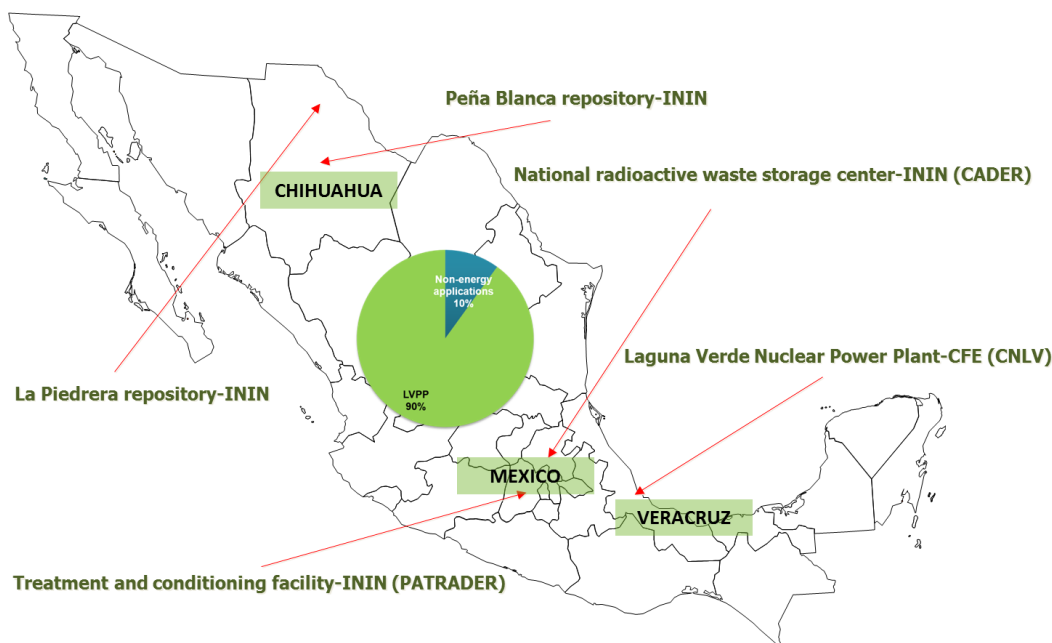 Peña Blanca repository-ININ
National radioactive waste storage center-ININ (CADER)
CHIHUAHUA
Non-energy
applications
10%
Laguna Verde Nuclear Power Plant-CFE (CNLV)
La Piedrera repository-ININ
LVPP
90%
MEXICO
VERACRUZ
Treatment and conditioning facility-ININ (PATRADER)